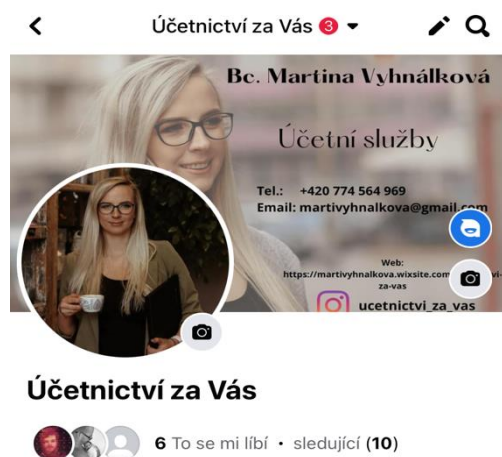 Účetnictví za Vás 3
Bc. Martina Vyhnálková
Účetní služby
Tel.: +420 774 564 969
Email: martivyhnalkova@gmail.com
Web:
https://martivyhnalkova.wixsite.com
vi-
za-vas
ucetnictvi_za_vas
Účetnictví za Vás
6 To se mi líbí • sledující (10)